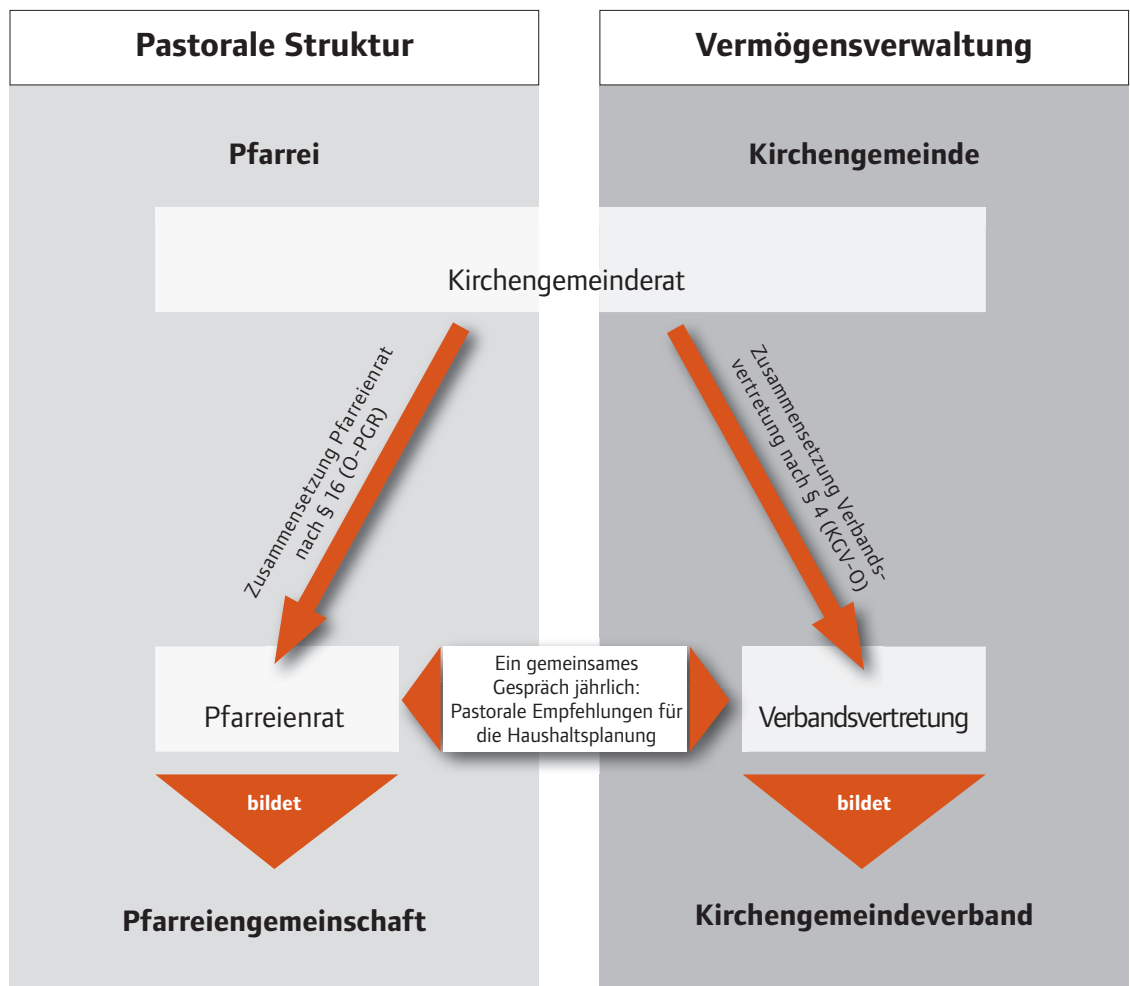 Pastorale Struktur
Vermögensverwaltung
Pfarrei
Kirchengemeinde
Kirchengemeinderat
Zusammensetzung Pfarreienrat
nach § 16 (O-PGR)
Zusammensetzung Verbands-
vertretung nach § 4 (KGV-O)
Pfarreienrat
Ein gemeinsames
Gespräch jährlich:
Pastorale Empfehlungen für
die Haushaltsplanung
Verbandsvertretung
bildet
bildet
Pfarreiengemeinschaft
Kirchengemeindeverband